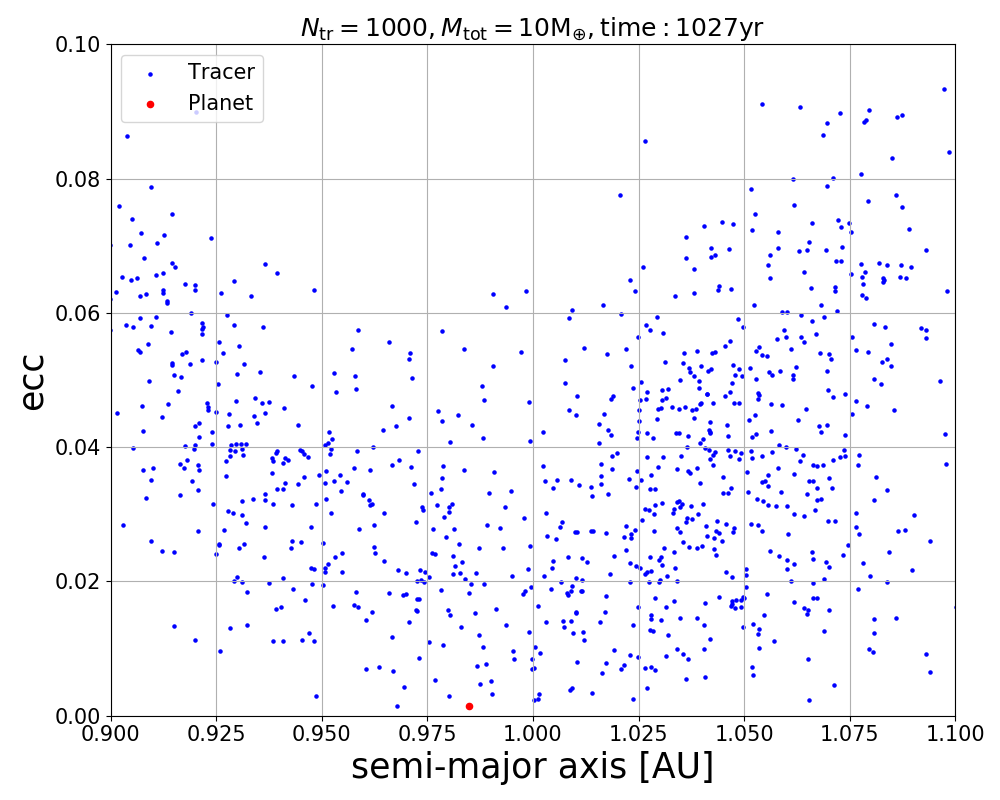 N_tr = 1000, M_tot = 10M_⊕, time : 1027yr
Tracer
Planet
0.10
0.08
0.06
0.04
0.02
0.00
ecc
0.900 0.925 0.950 0.975 1.000 1.025 1.050 1.075 1.100
semi-major axis [AU]